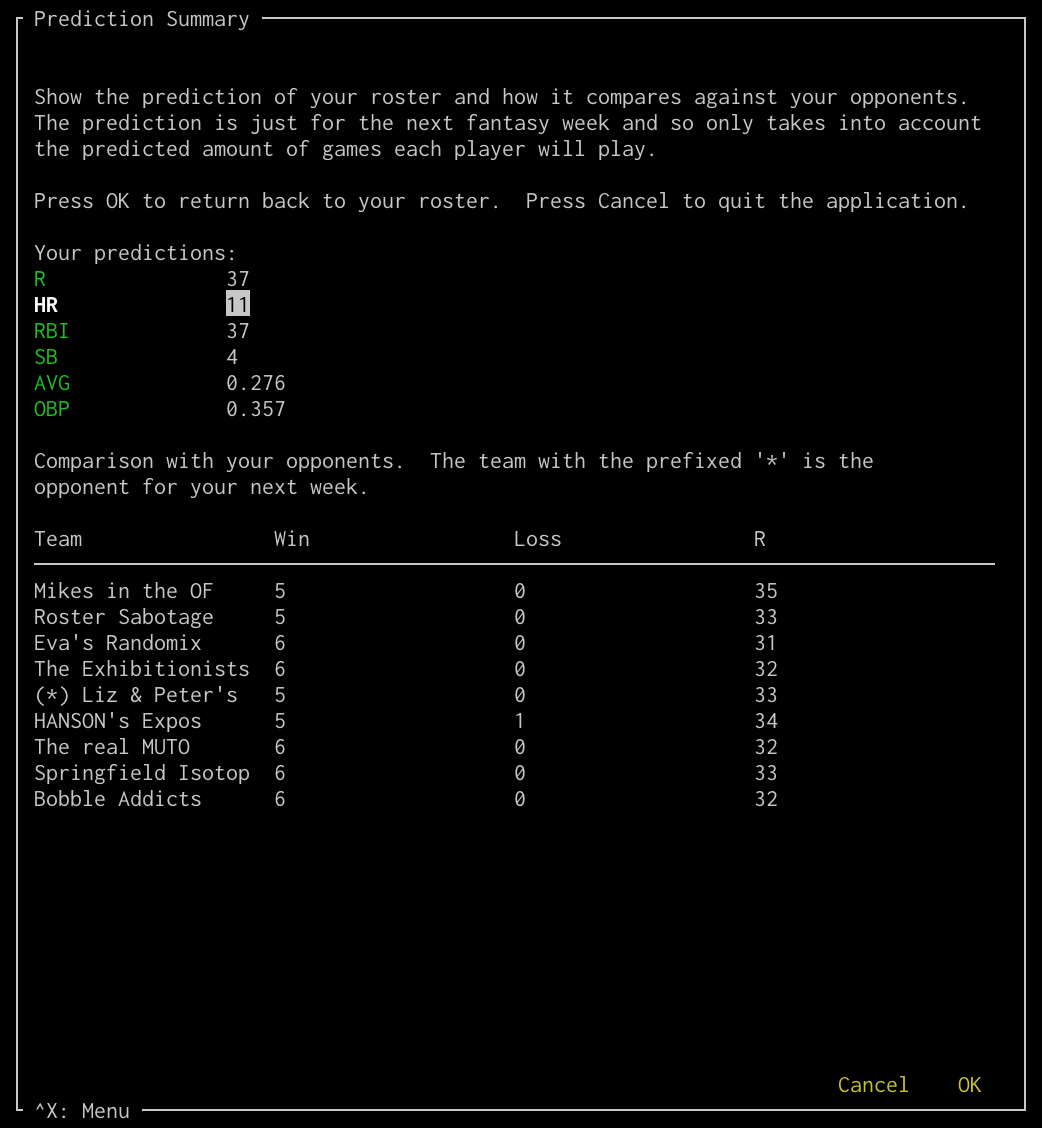 Prediction Summary
Show the prediction of your roster and how it compares against your opponents.
The prediction is just for the next fantasy week and so only takes into account
the predicted amount of games each player will play.
Press OK to return back to your roster.  Press Cancel to quit the application.
Your predictions:
R 37
HR 11
RBI 37
SB 4
AVG 0.276
OBP 0.357
Comparison with your opponents.  The team with the prefixed '*' is the
opponent for your next week.
Team Win Loss R
Mikes in the OF 5 0 35
Roster Sabotage 5 0 33
Eva's Randomix 6 0 31
The Exhibitionists 6 0 32
(*) Liz & Peter's 5 0 33
HANSON's Expos 5 1 34
The real MUTO 6 0 32
Springfield Isotop 6 0 33
Bobble Addicts 6 0 32
Cancel OK
^X: Menu